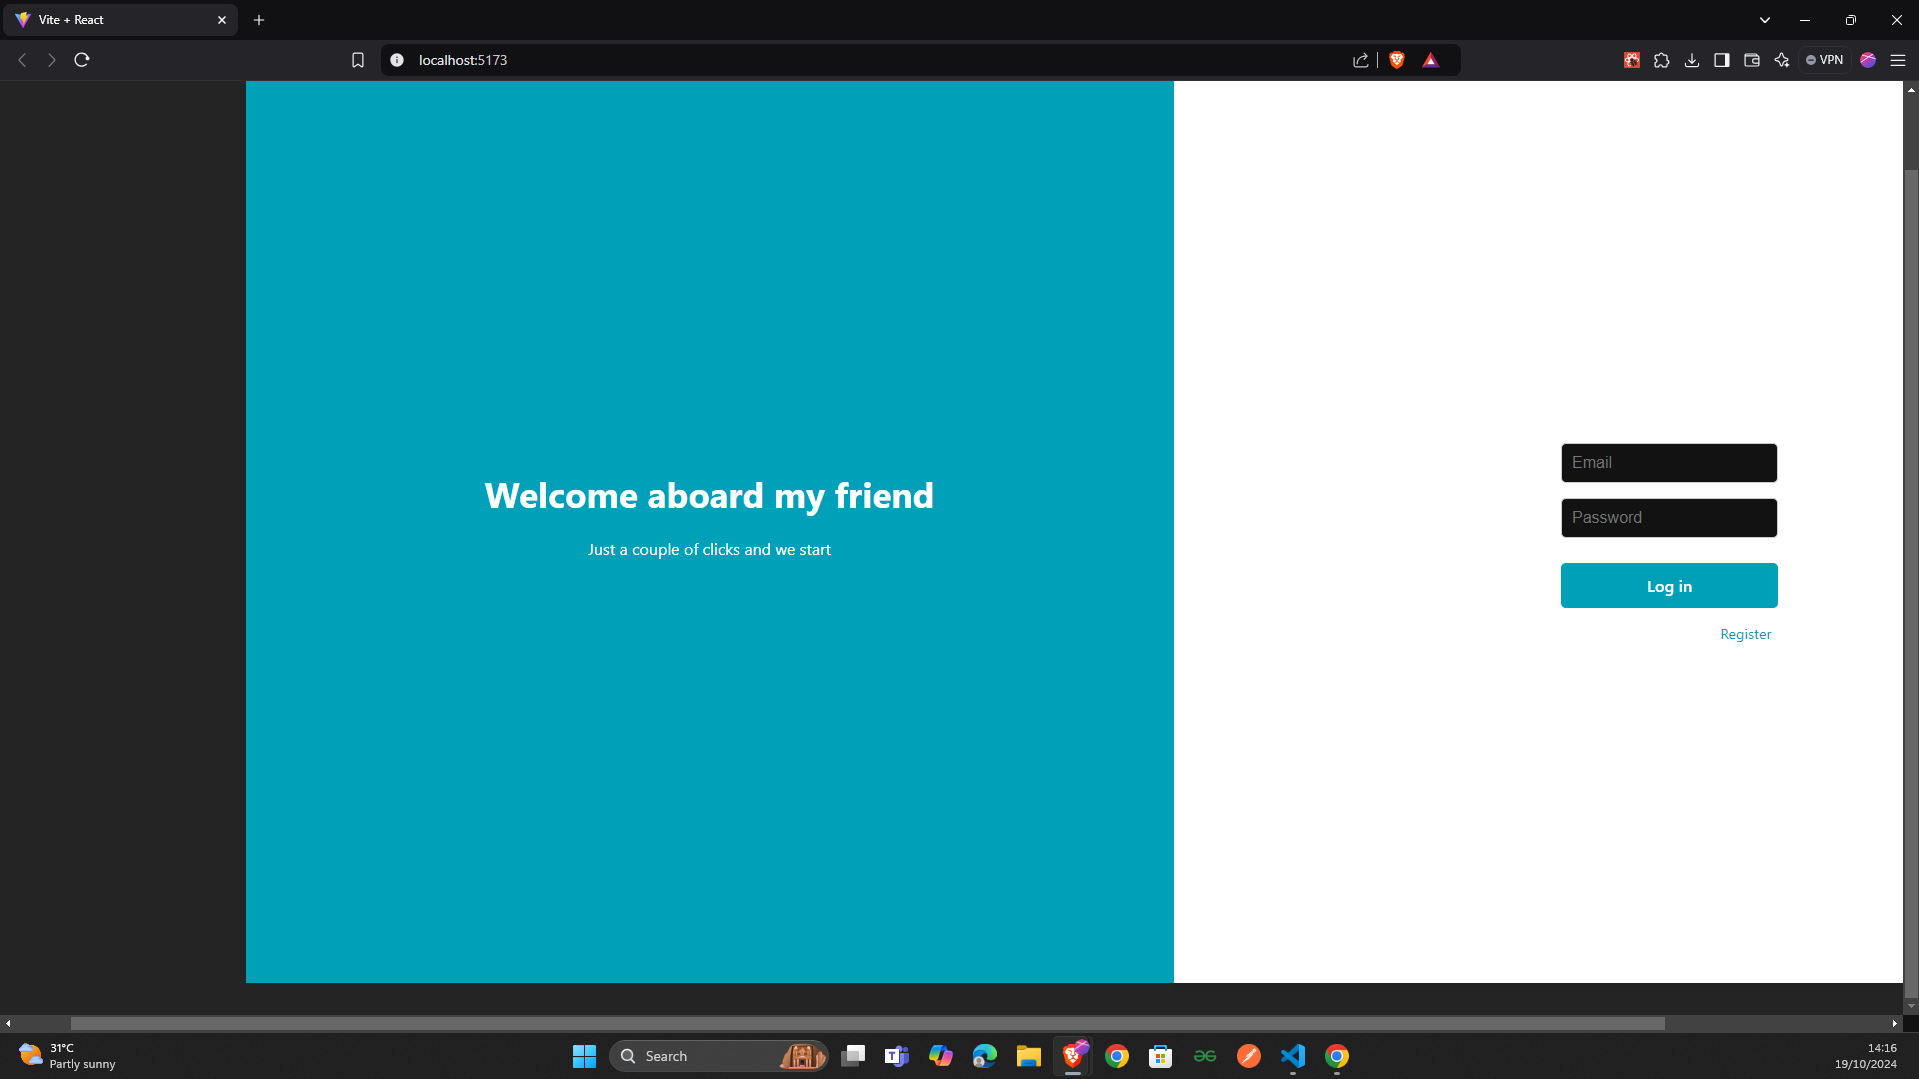 Vite + React
localhost:5173
VPN
Welcome aboard my friend
Just a couple of clicks and we start
Email
Password
Log in
Register
31°C
Partly sunny
Search
14:16
19/10/2024